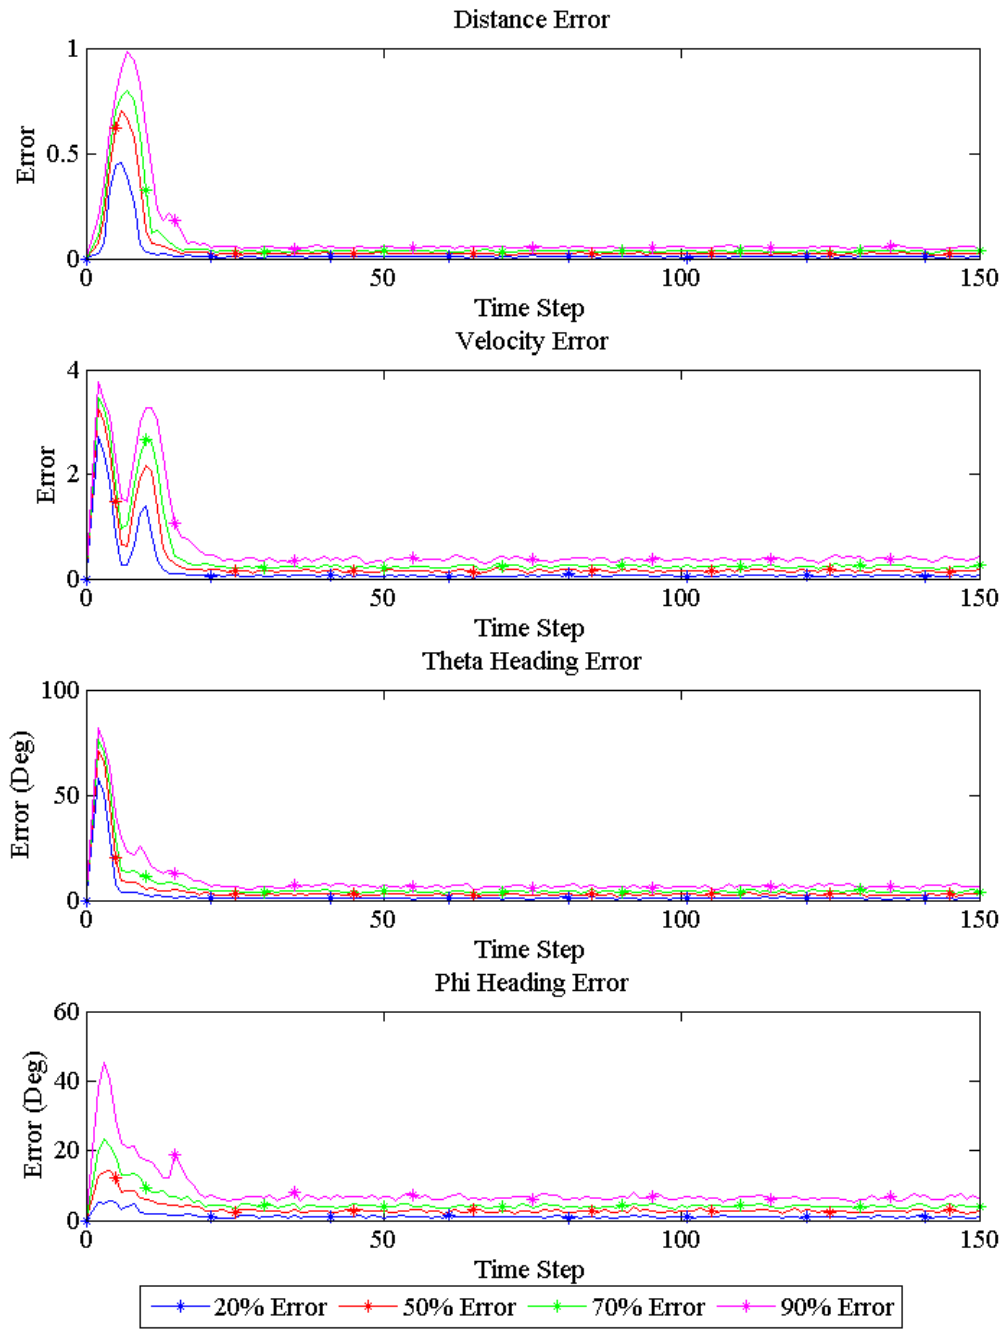 Distance Error
1
0.5
0
Error
0 50 100 150
Time Step
Velocity Error
4
2
0
Error
0 50 100 150
Time Step
Theta Heading Error
100
50
0
Error (Deg)
0 50 100 150
Time Step
Phi Heading Error
60
40
20
0
Error (Deg)
0 50 100 150
Time Step
20% Error 50% Error 70% Error 90% Error